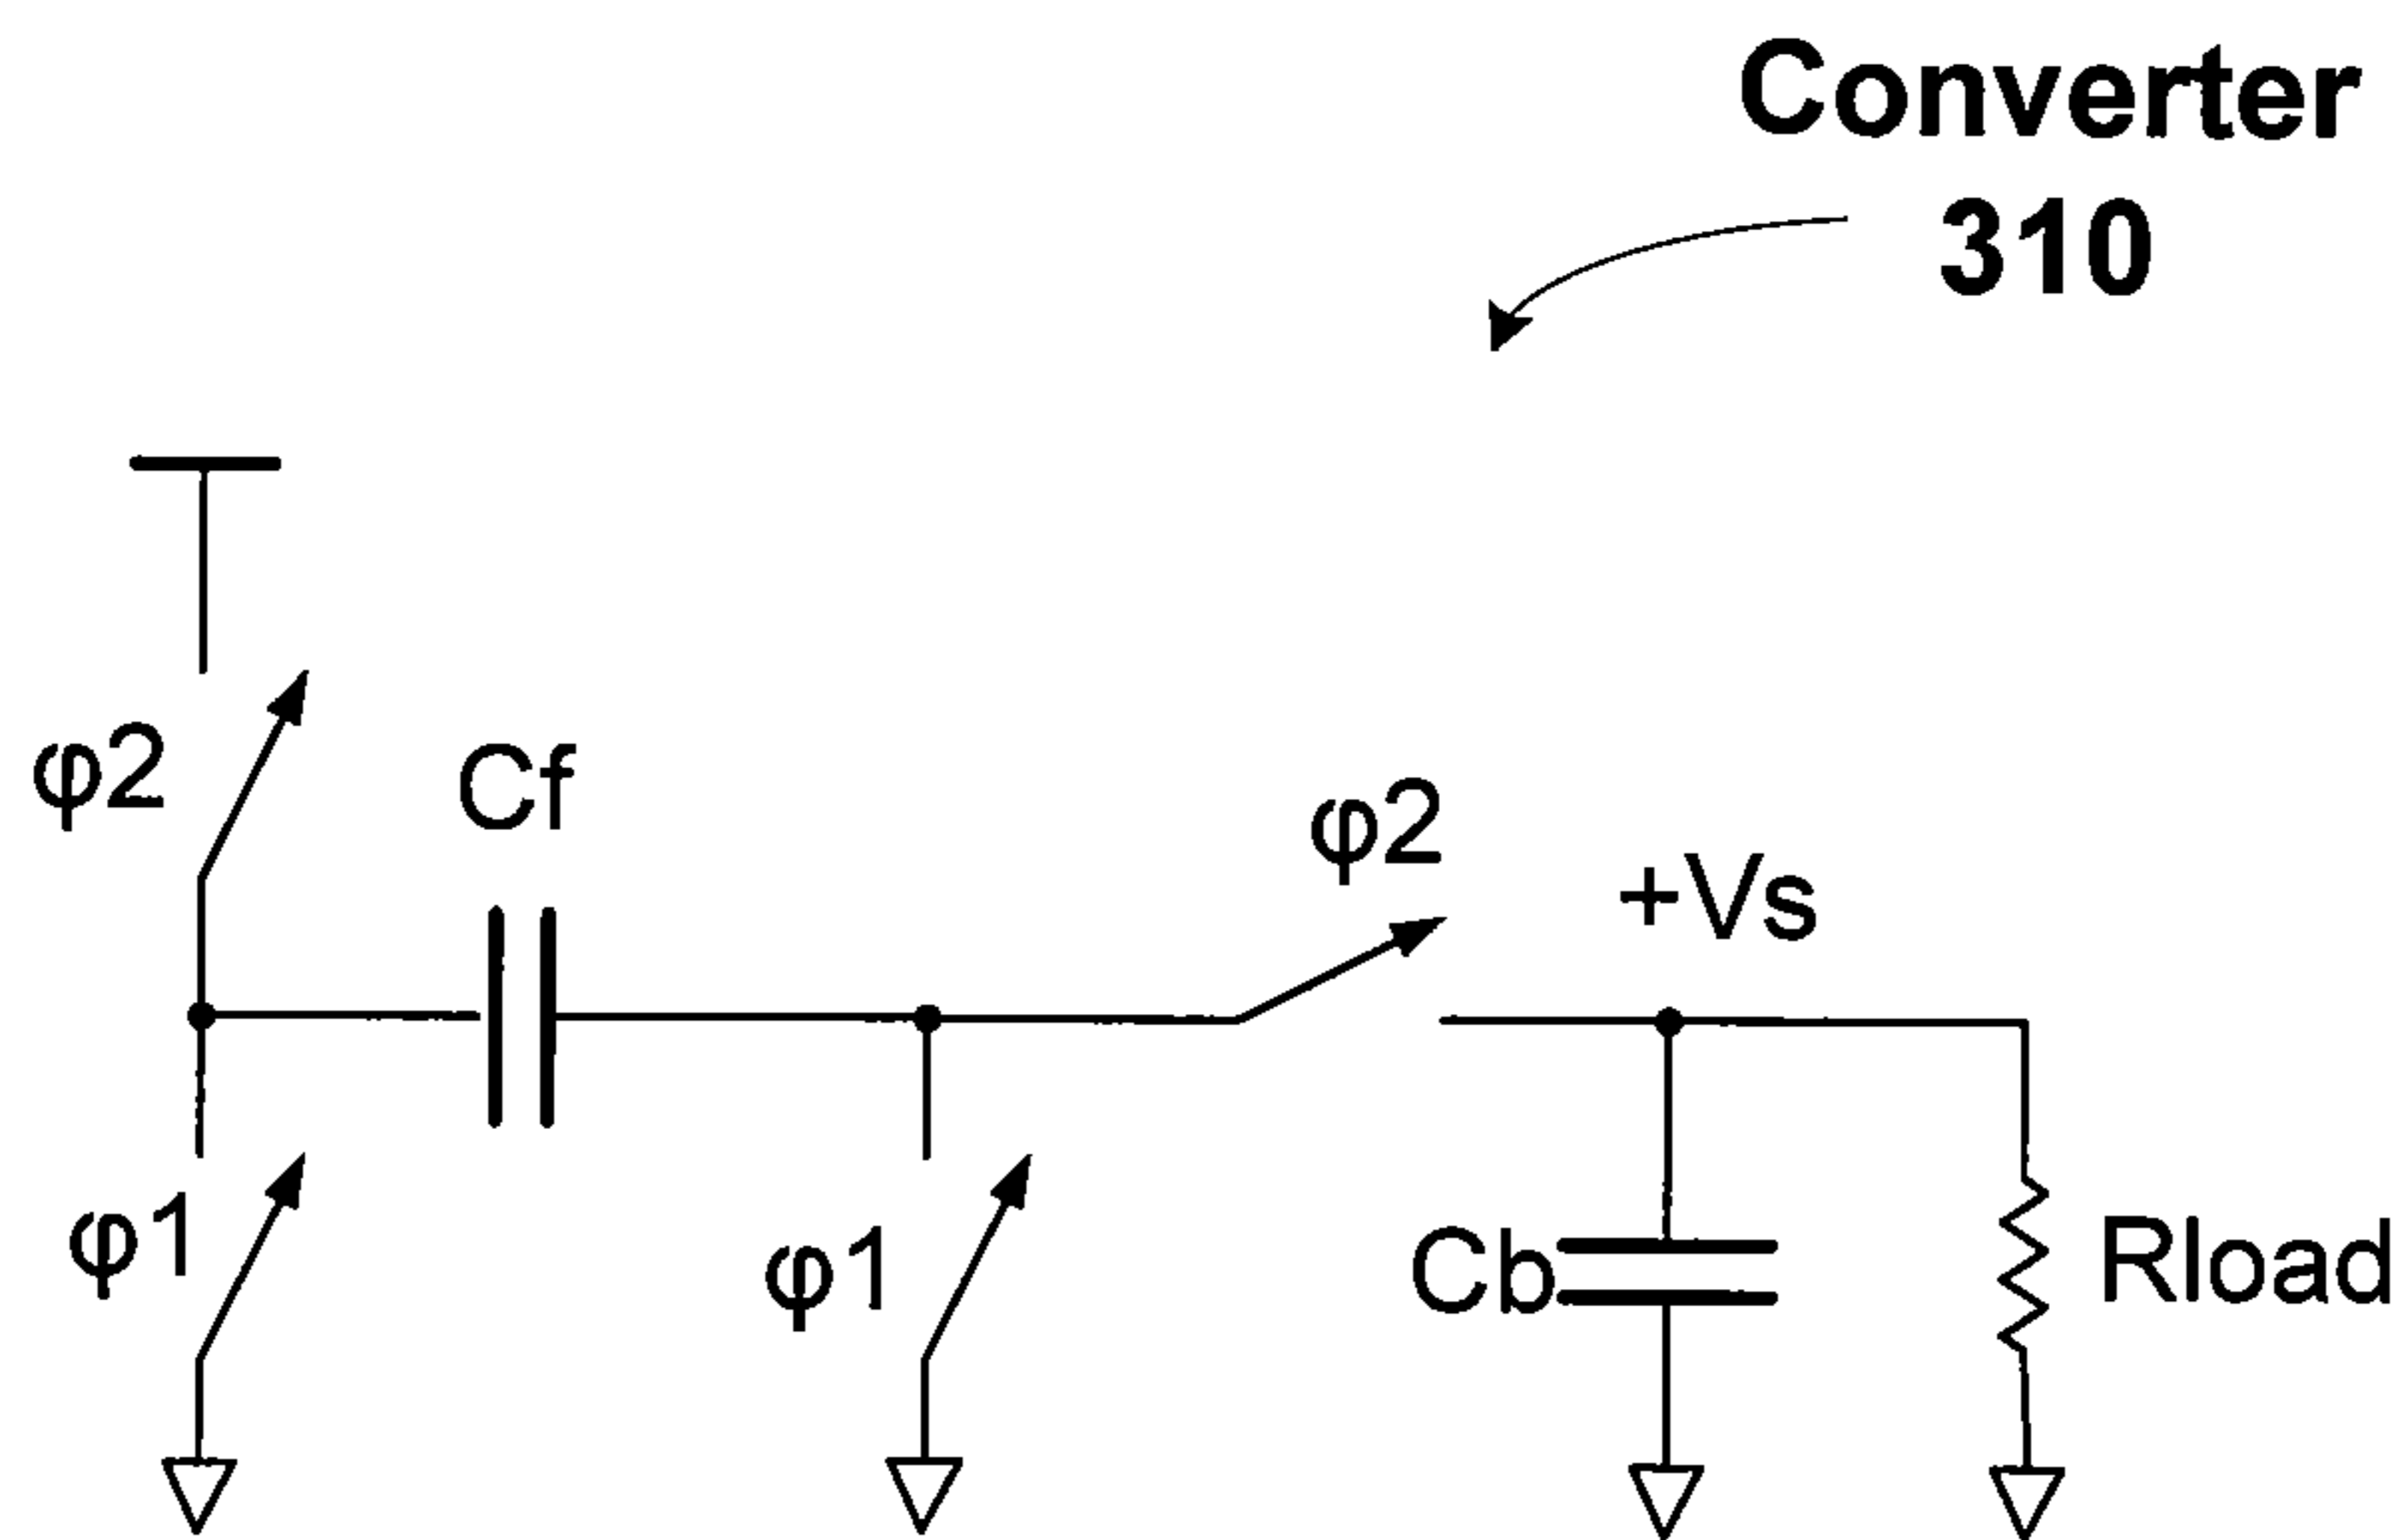 Converter
310
φ2
Cf
φ2
+Vs
φ1
φ1
Cb
Rload